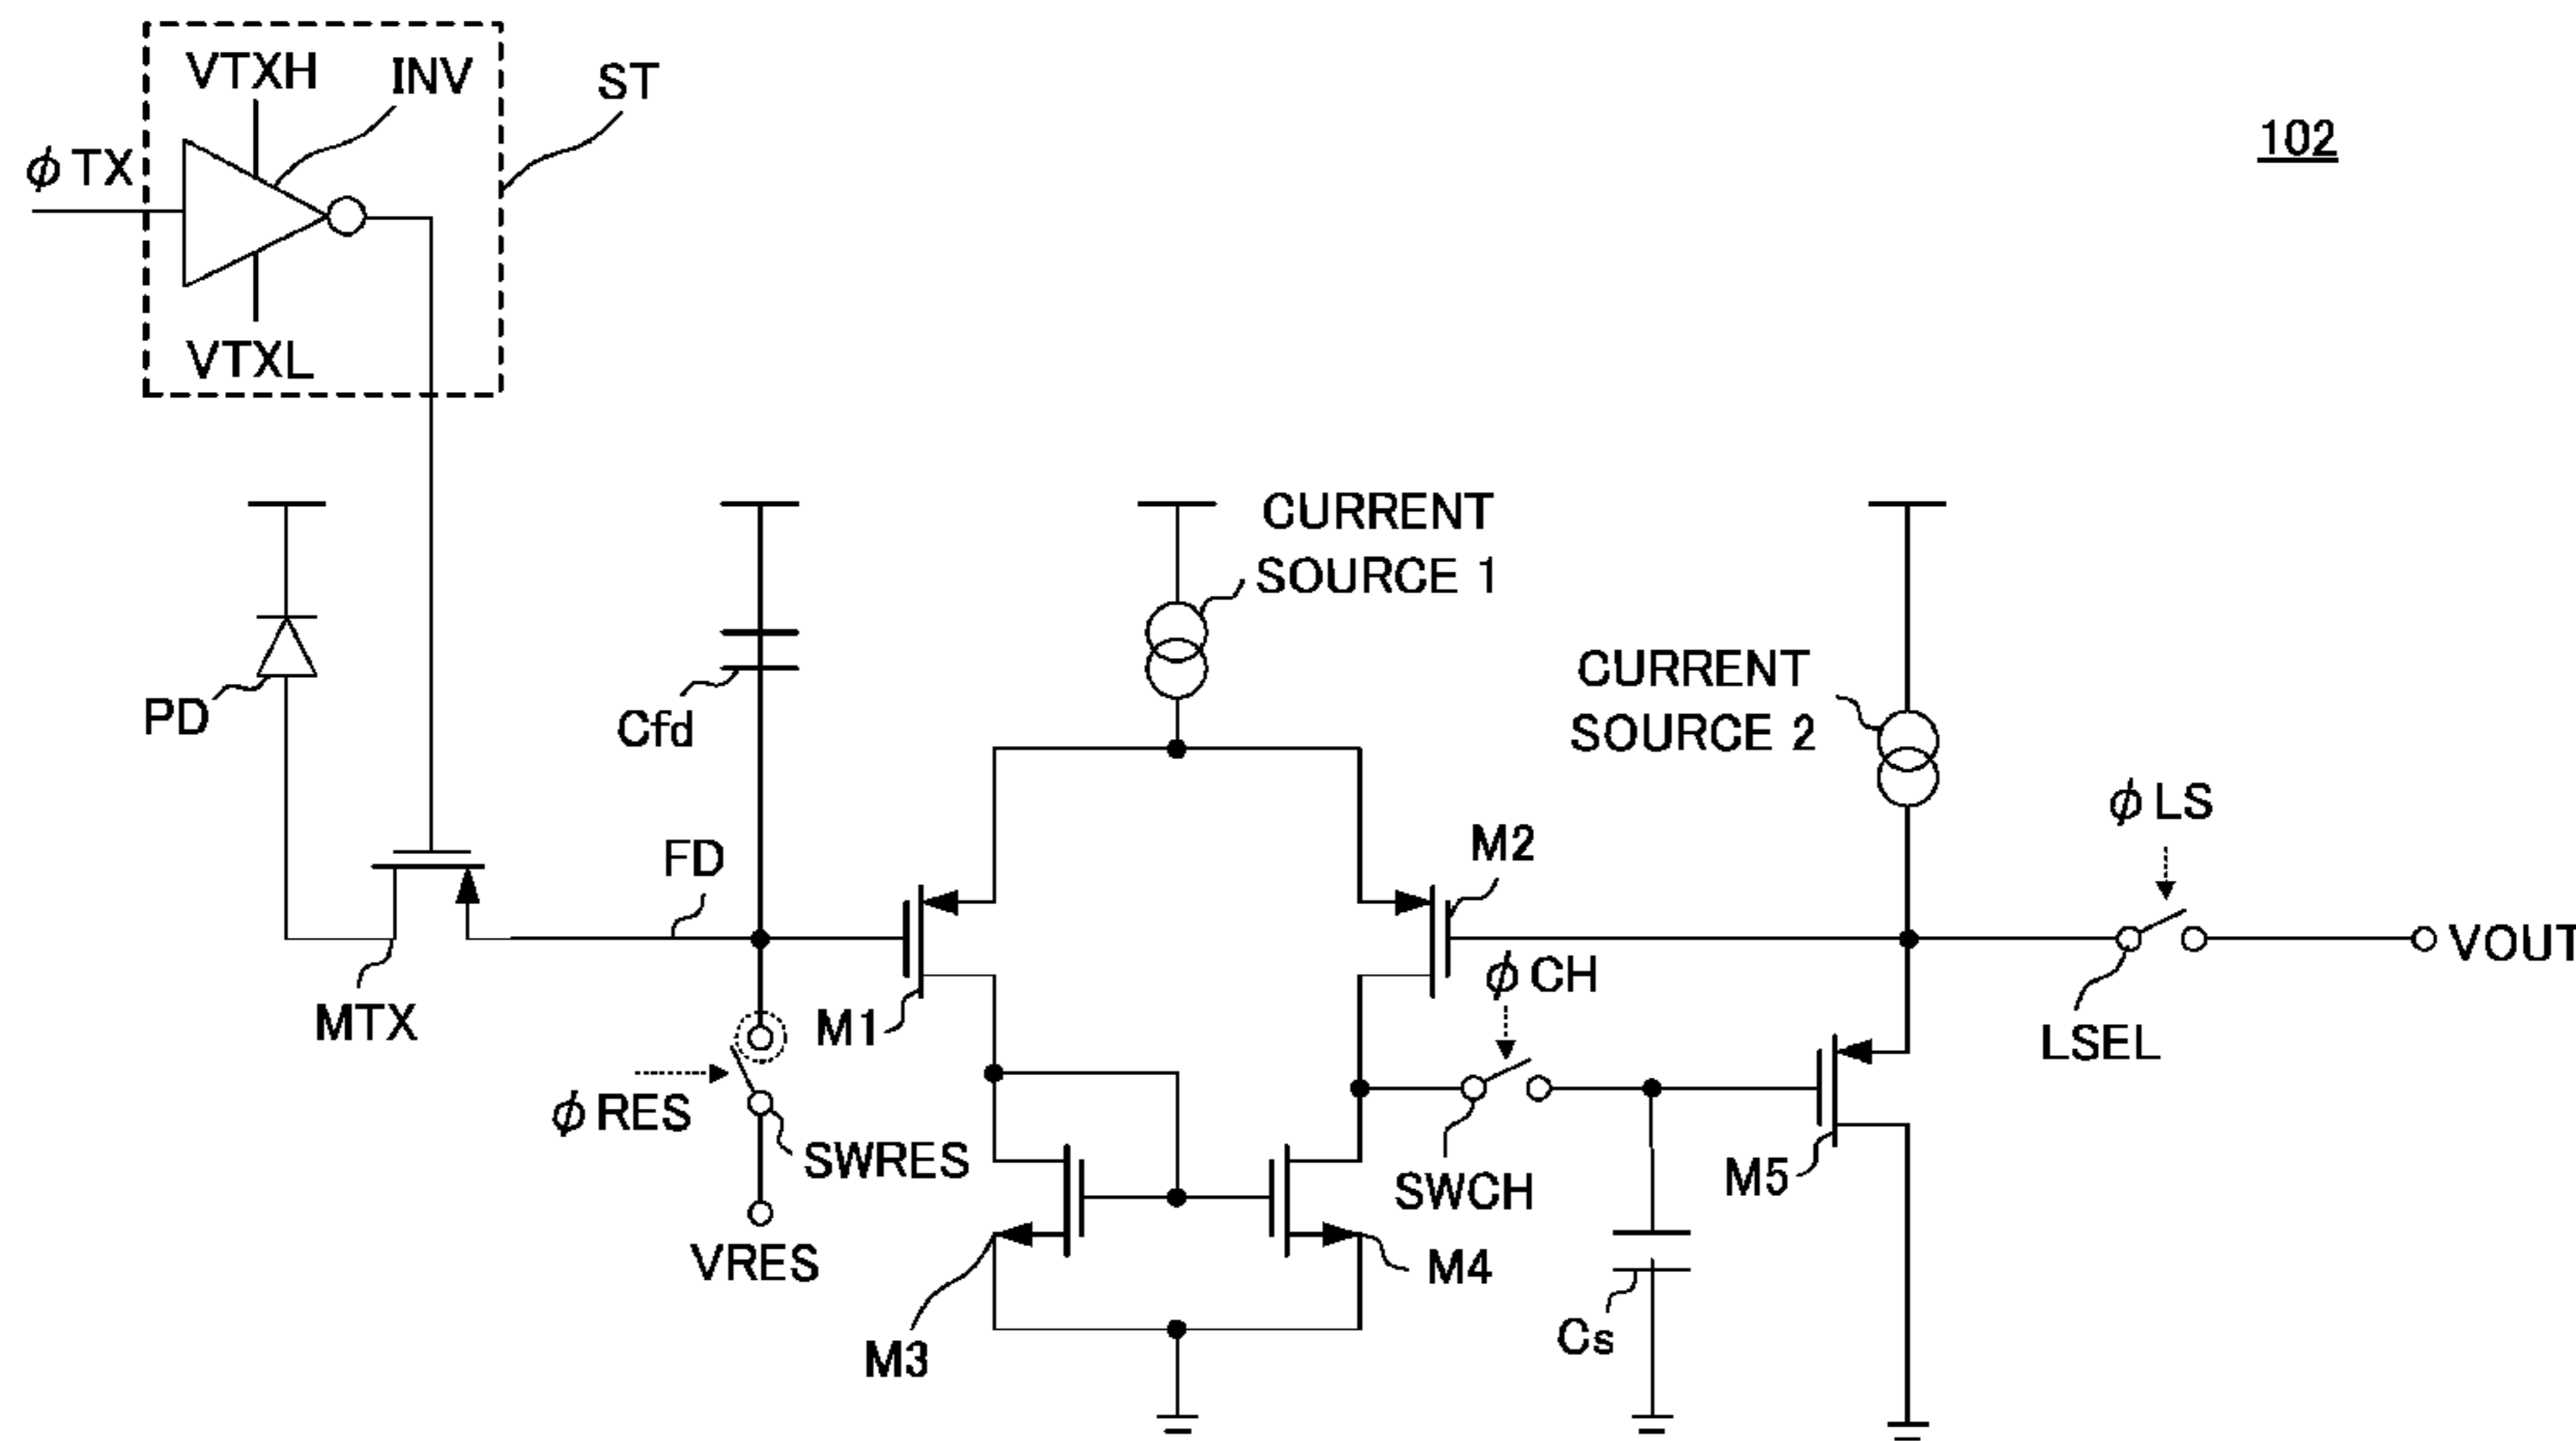 VTXH
INV
ST
102
φTX
VTXL
CURRENT
SOURCE 1
CURRENT
SOURCE 2
PD
Cfd
φLS
FD
M2
VOUT
φCH
MTX
M1
LSEL
φRES
SWRES
SWCH
M5
VRES
M4
Cs
M3